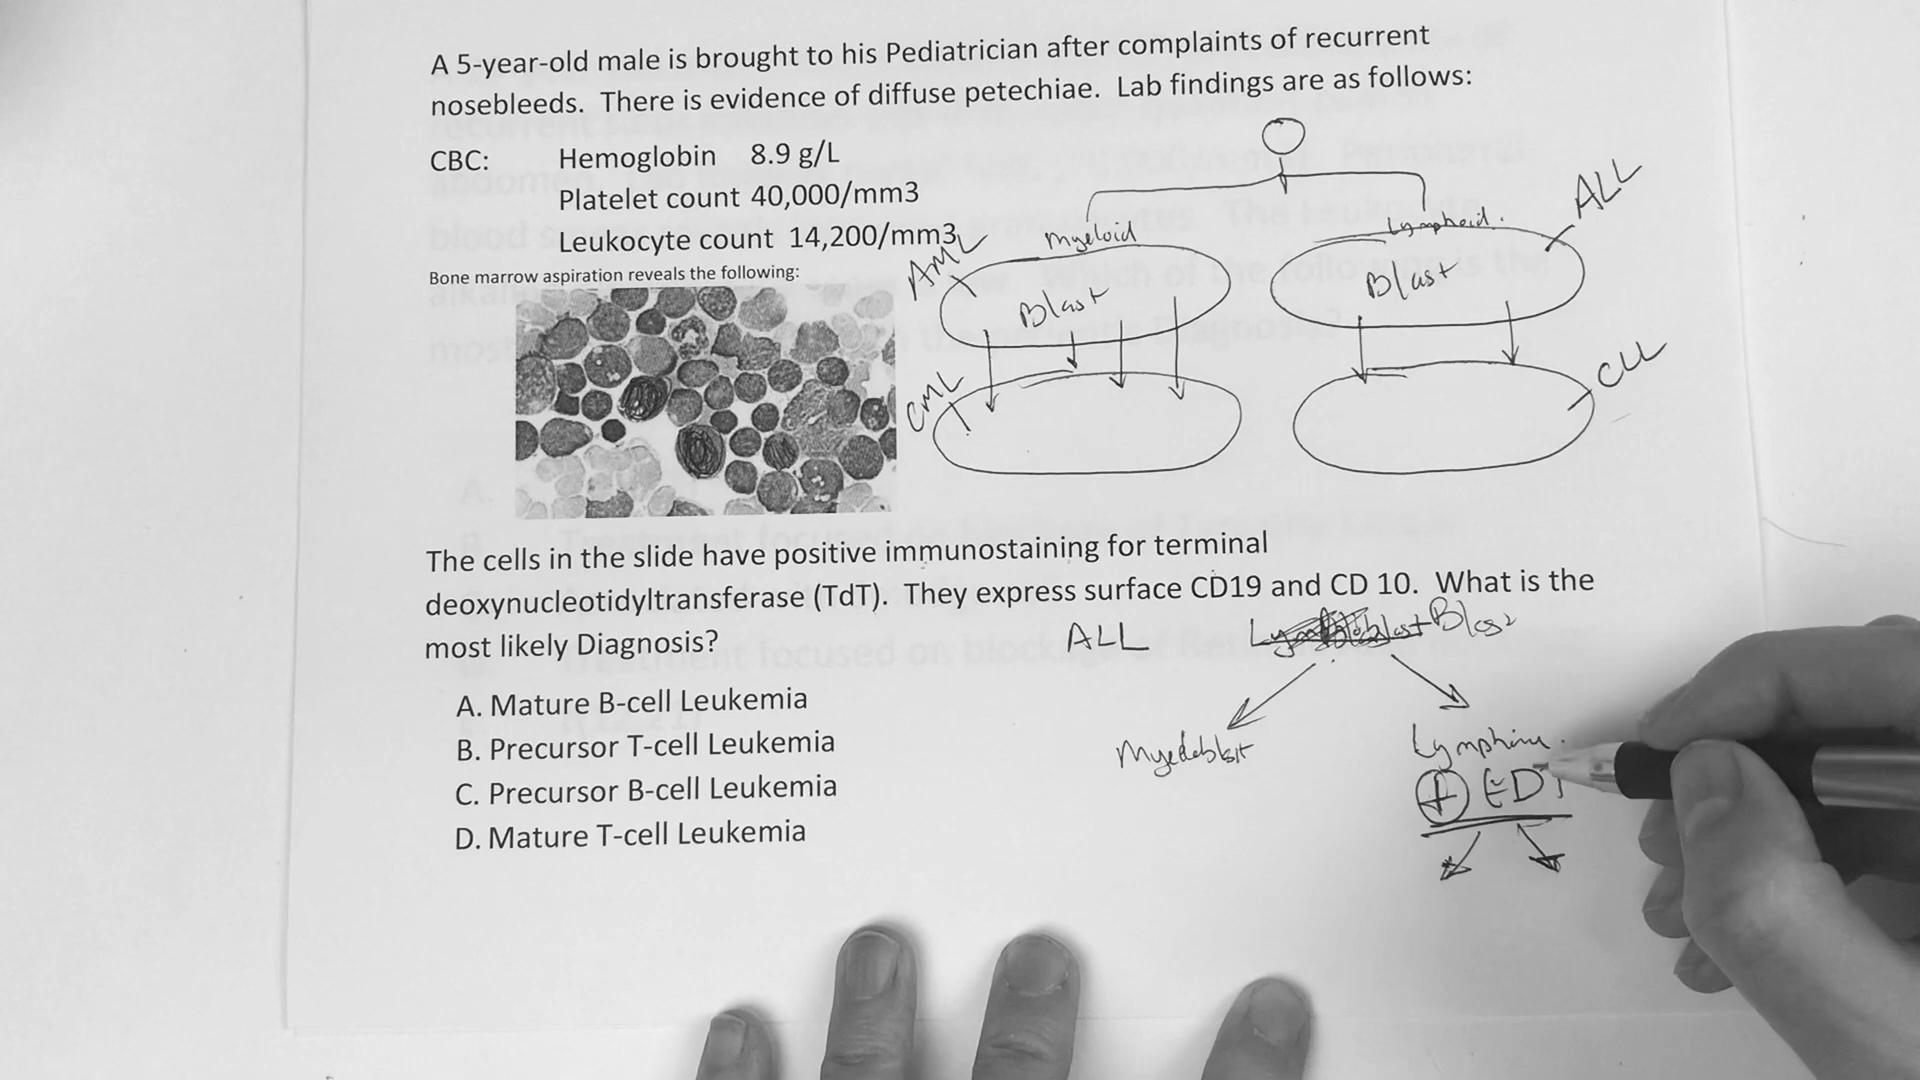 A 5-year-old male is brought to his Pediatrician after complaints of recurrent
nosebleeds. There is evidence of diffuse petechiae. Lab findings are as follows:
CBC: Hemoglobin 8.9 g/L
Platelet count 40,000/mm3
Leukocyte count 14,200/mm3
Bone marrow aspiration reveals the following:
Myeloid
Lymphoid.
ALL
AML
Blast
Blast
CML
CLL
The cells in the slide have positive immunostaining for terminal
deoxynucleotidyltransferase (TdT). They express surface CD19 and CD 10. What is the
most likely Diagnosis?
ALL
A. Mature B-cell Leukemia
B. Precursor T-cell Leukemia
C. Precursor B-cell Leukemia
D. Mature T-cell Leukemia